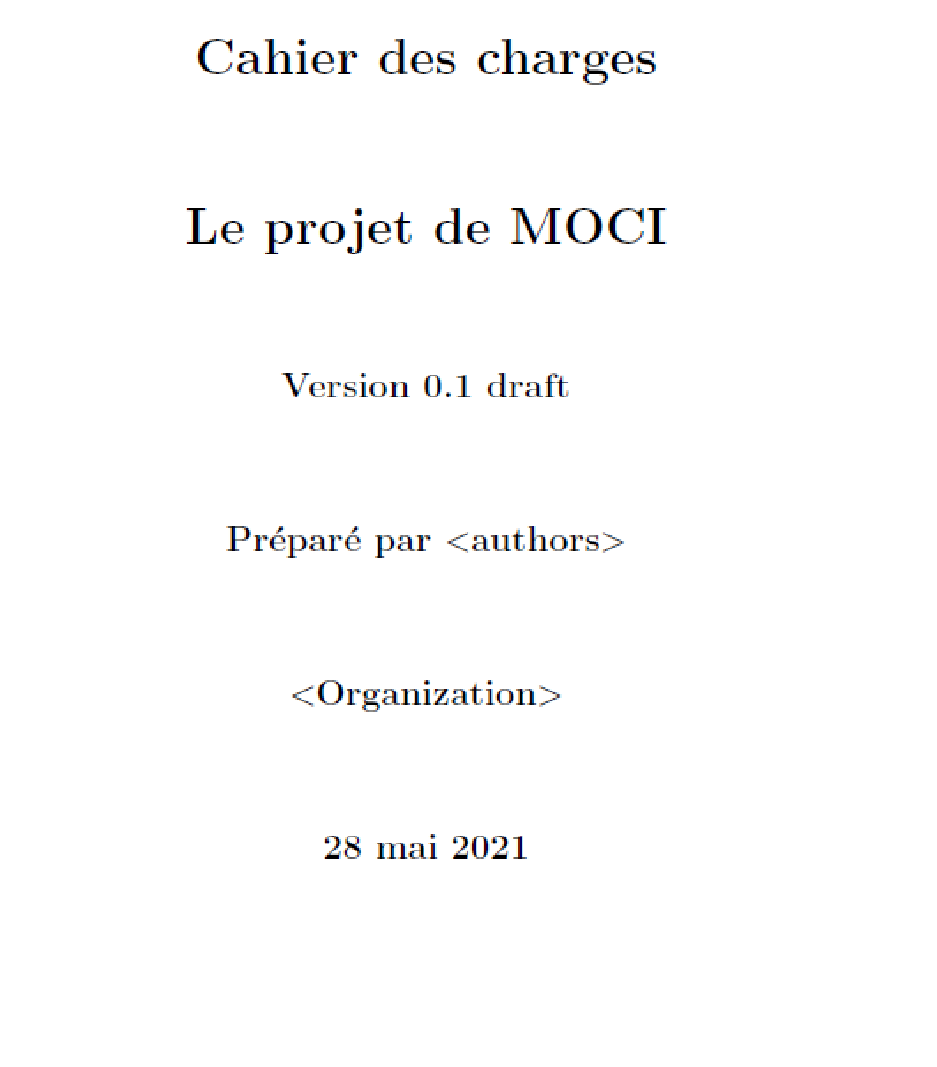 Cahier des charges
Le projet de MOCI
Version 0.1 draft
Préparé par <authors>
<Organization>
28 mai 2021